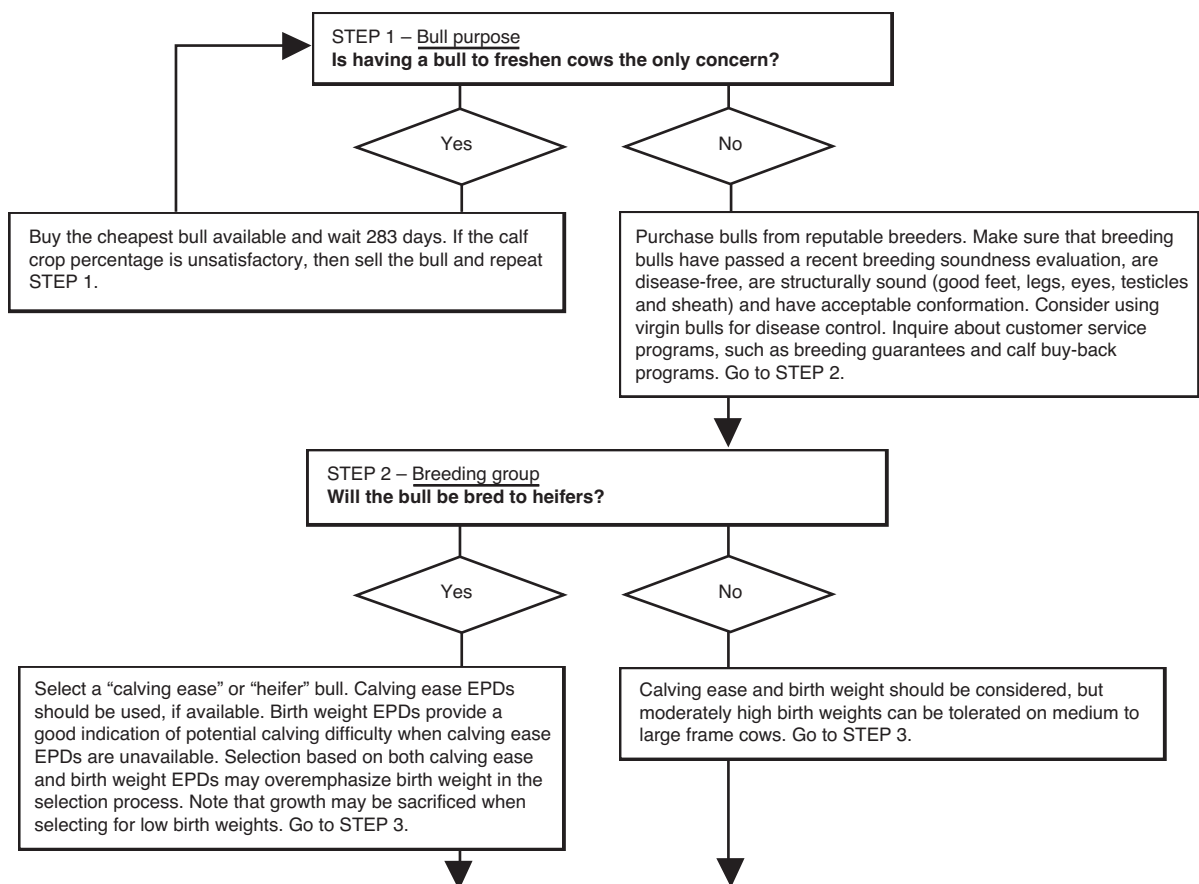 STEP 1 – Bull purpose
Is having a bull to freshen cows the only concern?
Yes
No
Buy the cheapest bull available and wait 283 days. If the calf
crop percentage is unsatisfactory, then sell the bull and repeat
STEP 1.
Purchase bulls from reputable breeders. Make sure that breeding
bulls have passed a recent breeding soundness evaluation, are
disease-free, are structurally sound (good feet, legs, eyes, testicles
and sheath) and have acceptable conformation. Consider using
virgin bulls for disease control. Inquire about customer service
programs, such as breeding guarantees and calf buy-back
programs. Go to STEP 2.
STEP 2 – Breeding group
Will the bull be bred to heifers?
Yes
No
Select a “calving ease” or “heifer” bull. Calving ease EPDs
should be used, if available. Birth weight EPDs provide a
good indication of potential calving difficulty when calving ease
EPDs are unavailable. Selection based on both calving ease
and birth weight EPDs may overemphasize birth weight in the
selection process. Note that growth may be sacrificed when
selecting for low birth weights. Go to STEP 3.
Calving ease and birth weight should be considered, but
moderately high birth weights can be tolerated on medium to
large frame cows. Go to STEP 3.